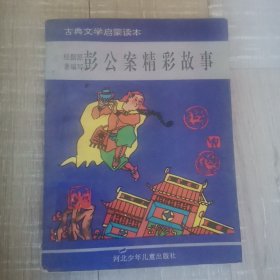 古典文学启蒙读本
彭公案精彩故事
河北少年儿童出版社